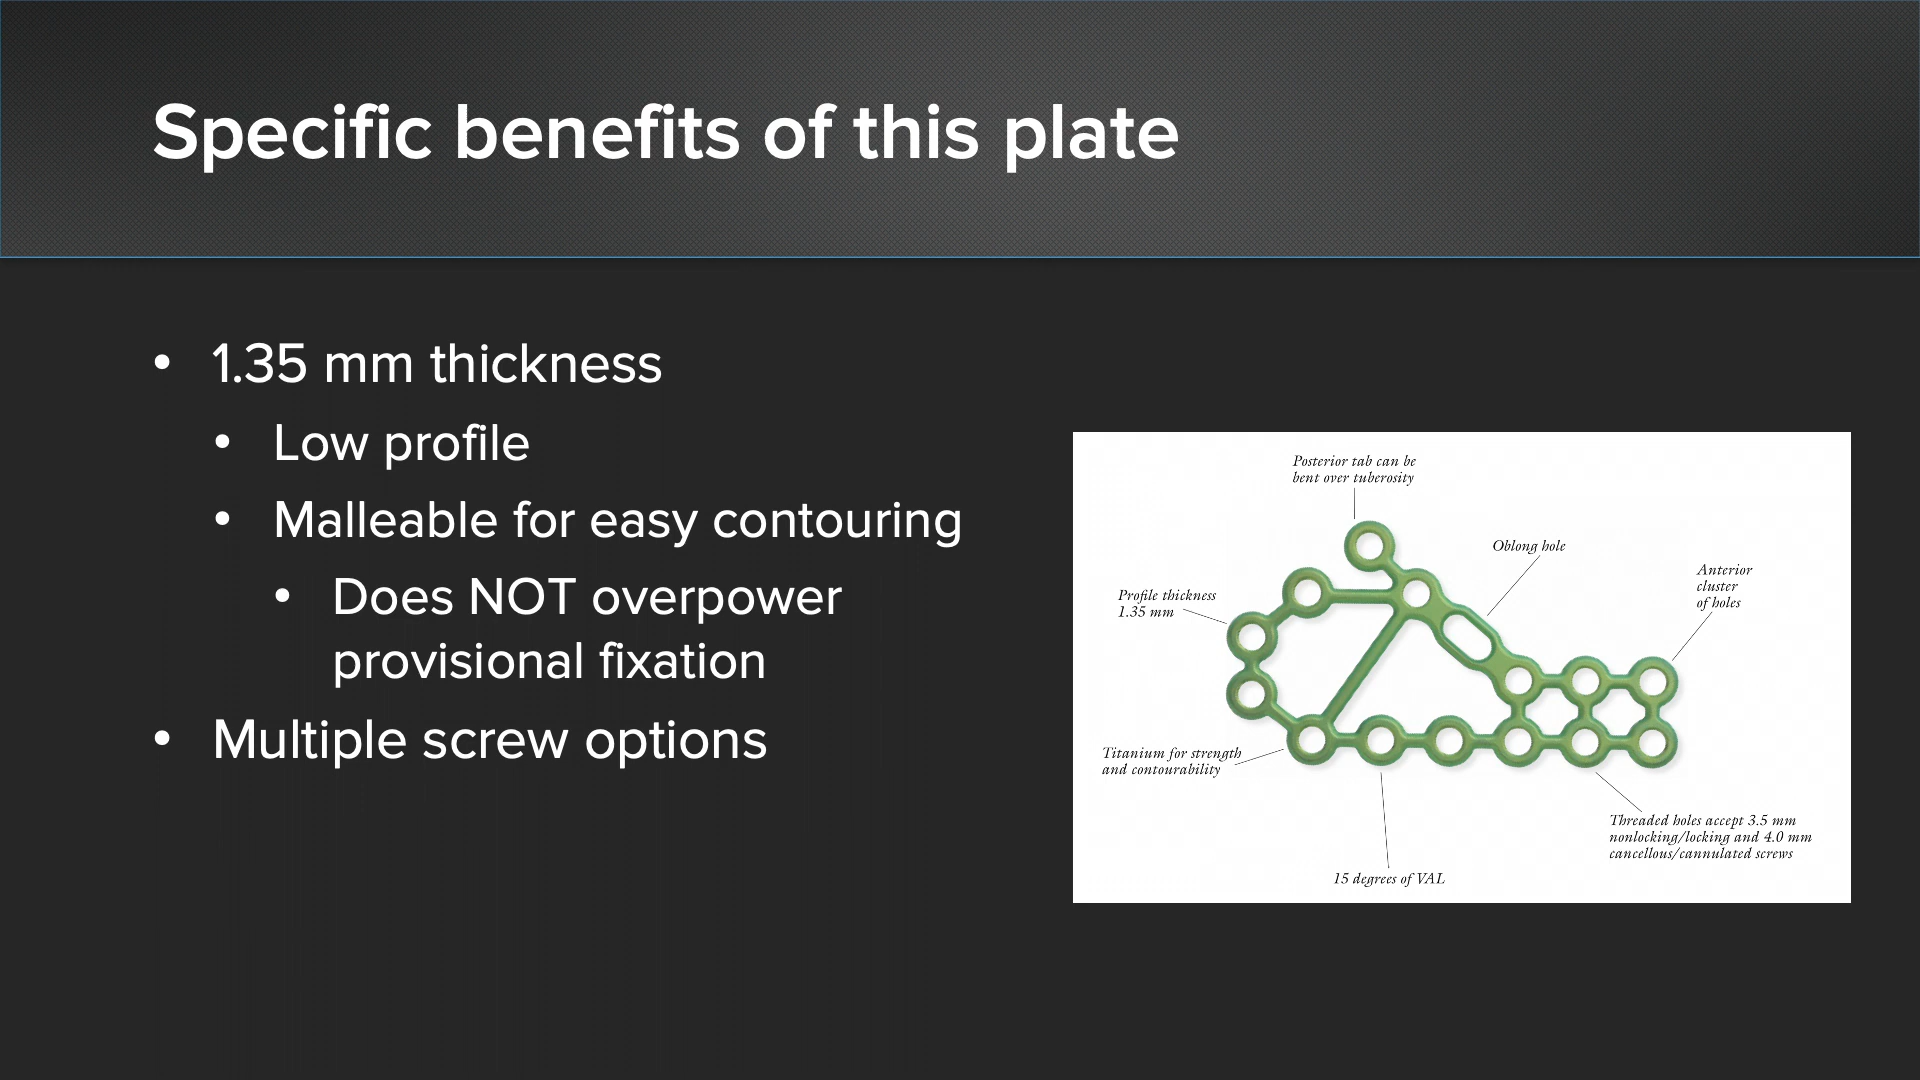 Specific benefits of this plate
• 1.35 mm thickness
• Low profile
• Malleable for easy contouring
• Does NOT overpower
provisional fixation
• Multiple screw options
Posterior tab can be
bent over tuberosity
Oblong hole
Anterior
cluster
of holes
Profile thickness
1.35 mm
Titanium for strength
and contourability
Threaded holes accept 3.5 mm
nonlocking/locking and 4.0 mm
cancellous/cannulated screws
15 degrees of VAL